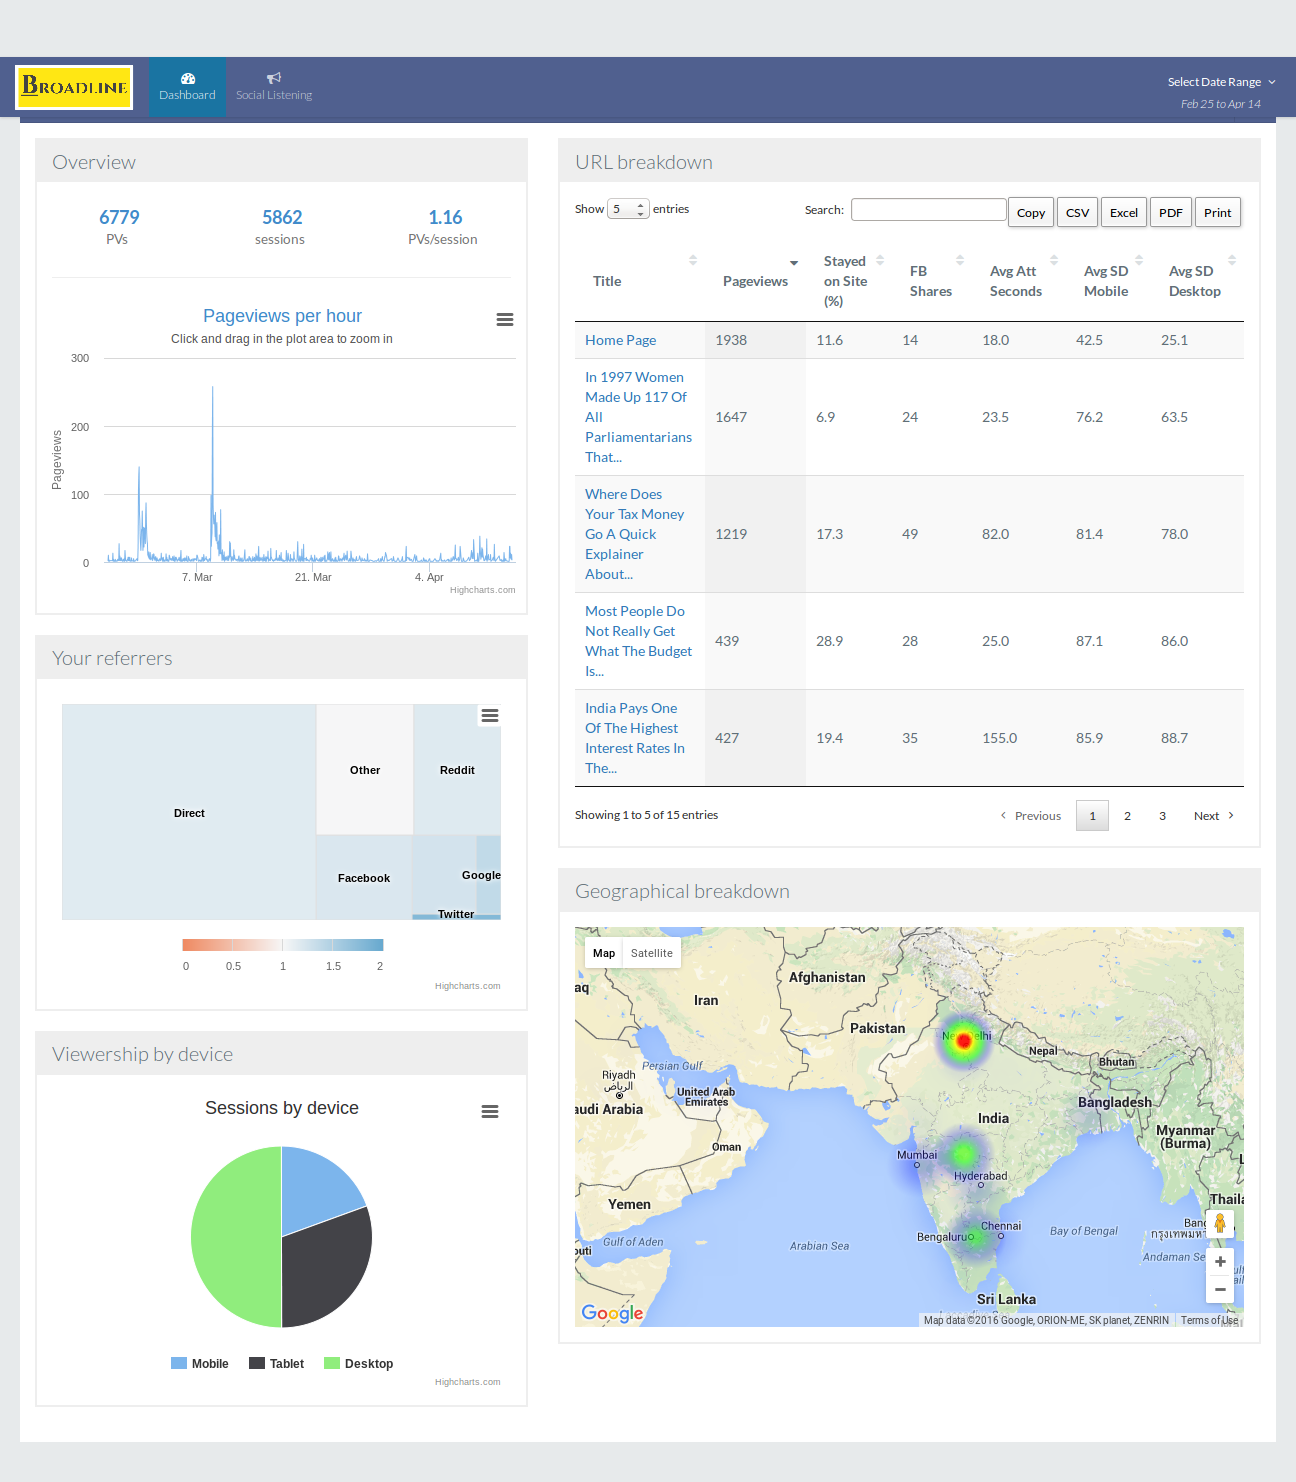 BROADLINE
Dashboard
Social Listening
Select Date Range
Feb 25 to Apr 14
Overview
6779
5862
1.16
PVs
sessions
PVs/session
Pageviews per hour
Click and drag in the plot area to zoom in
300
200
100
0
Pageviews
7. Mar
21. Mar
4. Apr
Highcharts.com
Your referrers
Direct
Other
Reddit
Facebook
Google
Twitter
0 0.5 1 1.5 2
Highcharts.com
Viewership by device
Sessions by device
Mobile Tablet Desktop
Highcharts.com
URL breakdown
Show 5 entries
Search:
Copy CSV Excel PDF Print
Title
Pageviews
Stayed
on Site
(%)
FB
Shares
Avg Att
Seconds
Avg SD
Mobile
Avg SD
Desktop
Home Page 1938 11.6 14 18.0 42.5 25.1
In 1997 Women
Made Up 117 Of
All
Parliamentarians
That...
1647 6.9 24 23.5 76.2 63.5
Where Does
Your Tax Money
Go A Quick
Explainer
About...
1219 17.3 49 82.0 81.4 78.0
Most People Do
Not Really Get
What The Budget
Is...
439 28.9 28 25.0 87.1 86.0
India Pays One
Of The Highest
Interest Rates In
The...
427 19.4 35 155.0 85.9 88.7
Showing 1 to 5 of 15 entries
Previous 1 2 3 Next
Geographical breakdown
Map Satellite
Afghanistan
aq
Iran
Pakistan
New Delhi
Nepal
Bhutan
Persian Gulf
Riyadh
الرياض
United Arab
Emirates
audi Arabia
Bangladesh
India
Myanmar
(Burma)
Oman
Mumbai
Hyderabad
Yemen
Thaila
Chennai
Bengaluru
Bay of Bengal
Bang
กรุงเทพมหา
Gulf of Aden
Arabian Sea
Andaman Se
outi
Sri Lanka
Google
Map data ©2016 Google, ORION-ME, SK planet, ZENRIN
Terms of Use